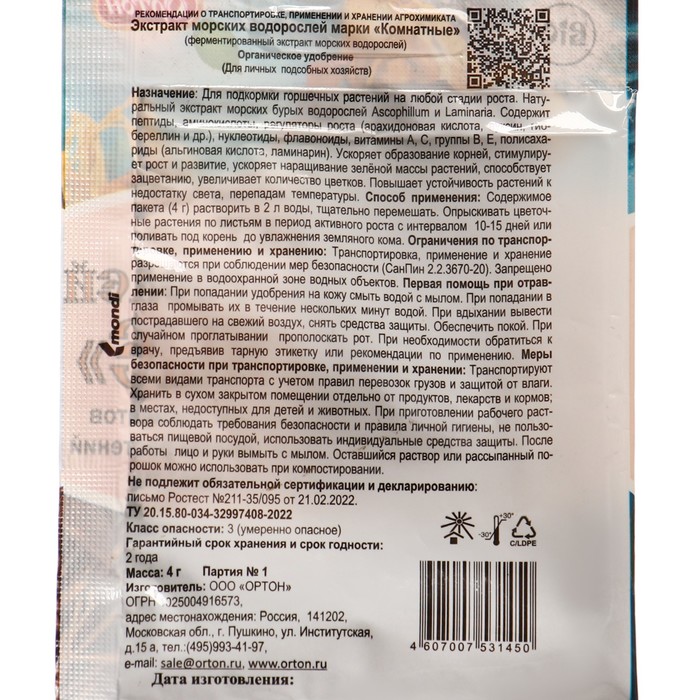 РЕКОМЕНДАЦИИ О ТРАНСПОРТИРОВКЕ, ПРИМЕНЕНИИ И ХРАНЕНИИ АГРОХИМИКАТА
Экстракт морских водорослей марки «Комнатные»
(ферментированный экстракт морских водорослей)
Органическое удобрение
(Для личных подсобных хозяйств)
Назначение: Для подкормки горшечных растений на любой стадии роста. Нату-
ральный экстракт морских бурых водорослей Ascophillum и Laminaria. Содержит
пептиды, аминокислоты, регуляторы роста (арахидоновая кислота,
береллин и др.), нуклеотиды, флавоноиды, витамины А, С, группы В, Е, полисаха-
риды (альгиновая кислота, ламинарин). Ускоряет образование корней, стимулиру-
ет рост и развитие, ускоряет наращивание зелёной массы растений, способствует
зацветанию, увеличивает количество цветков. Повышает устойчивость растений к
недостатку света, перепадам температуры. Способ применения: Содержимое
пакета (4 г) растворить в 2 л воды, тщательно перемешать. Опрыскивать цветоч-
ные растения по листьям в период активного роста с интервалом 10-15 дней или
поливать под корень до увлажнения земляного кома. Ограничения по транспор-
тировке, применению и хранению: Транспортировка, применение и хранение
разрешается при соблюдении мер безопасности (СанПин 2.2.3670-20). Запрещено
применение в водоохранной зоне водных объектов. Первая помощь при отрав-
лении: При попадании удобрения на кожу смыть водой с мылом. При попадании в
глаза промывать их в течение нескольких минут водой. При вдыхании вывести
пострадавшего на свежий воздух, снять средства защиты. Обеспечить покой. При
случайном проглатывании прополоскать рот. При необходимости обратиться к
врачу, предъявив тарную этикетку или рекомендации по применению. Меры
безопасности при транспортировке, применении и хранении: Транспортируют
всеми видами транспорта с учетом правил перевозок грузов и защитой от влаги.
Хранить в сухом закрытом помещении отдельно от продуктов, лекарств и кормов;
в местах, недоступных для детей и животных. При приготовлении рабочего раст-
вора соблюдать требования безопасности и правила личной гигиены, не пользо-
ваться пищевой посудой, использовать индивидуальные средства защиты. После
работы лицо и руки вымыть с мылом. Оставшийся раствор или рассыпанный по-
рошок можно использовать при компостировании.
Не подлежит обязательной сертификации и декларированию:
письмо Ростест №211-35/095 от 21.02.2022.
ТУ 20.15.80-034-32997408-2022
Класс опасности: 3 (умеренно опасное)
Гарантийный срок хранения и срок годности:
2 года
Масса: 4 г Партия № 1
Изготовитель: ООО «ОРТОН»
ОГРН 1025004916573,
адрес местонахождения: Россия, 141202,
Московская обл., г. Пушкино, ул. Институтская,
д.15 а, тел.:(495)993-41-97,
e-mail: sale@orton.ru, www.orton.ru
Дата изготовления:
mondi
-30° +30°
C/LDPE
4 607007 531450